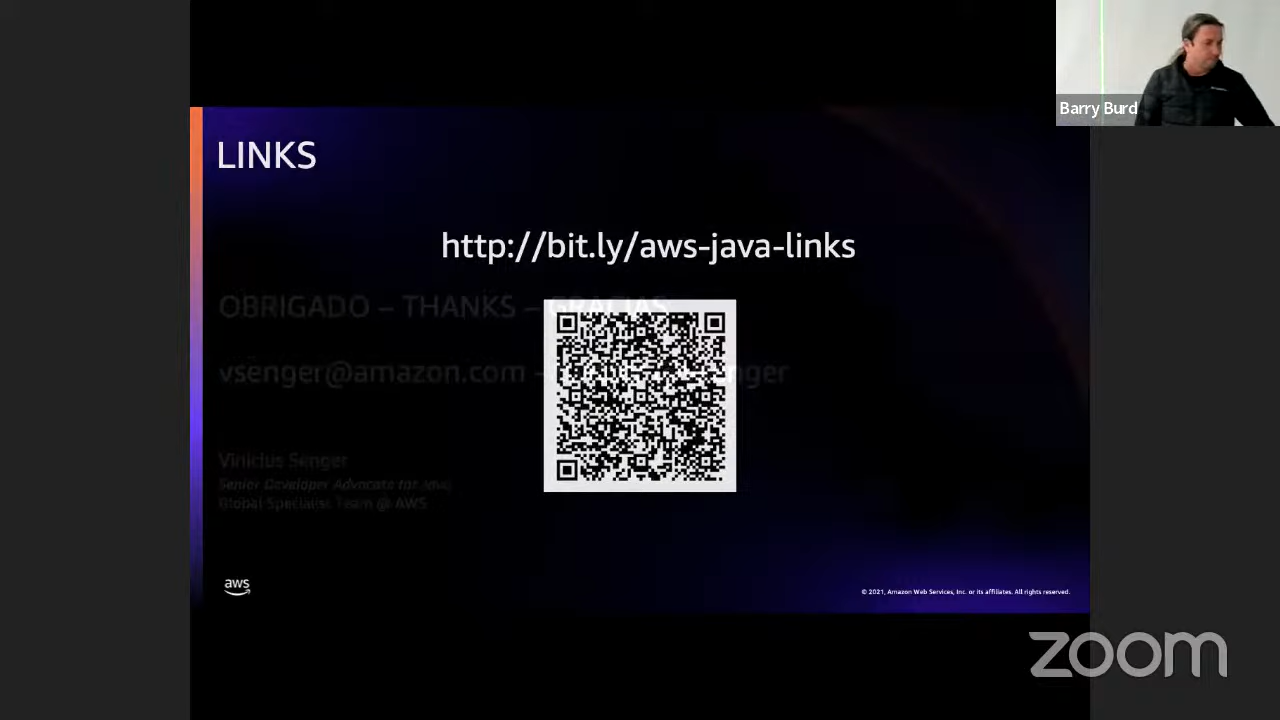 Barry Burd
LINKS
http://bit.ly/aws-java-links
OBRIGADO – THANKS – GRACIAS
vsenger@amazon.com –
Vinicius Senger
Senior Developer Advocate for Java
Global Specialist Team @ AWS
aws
© 2021, Amazon Web Services, Inc. or its affiliates. All rights reserved.
zoom